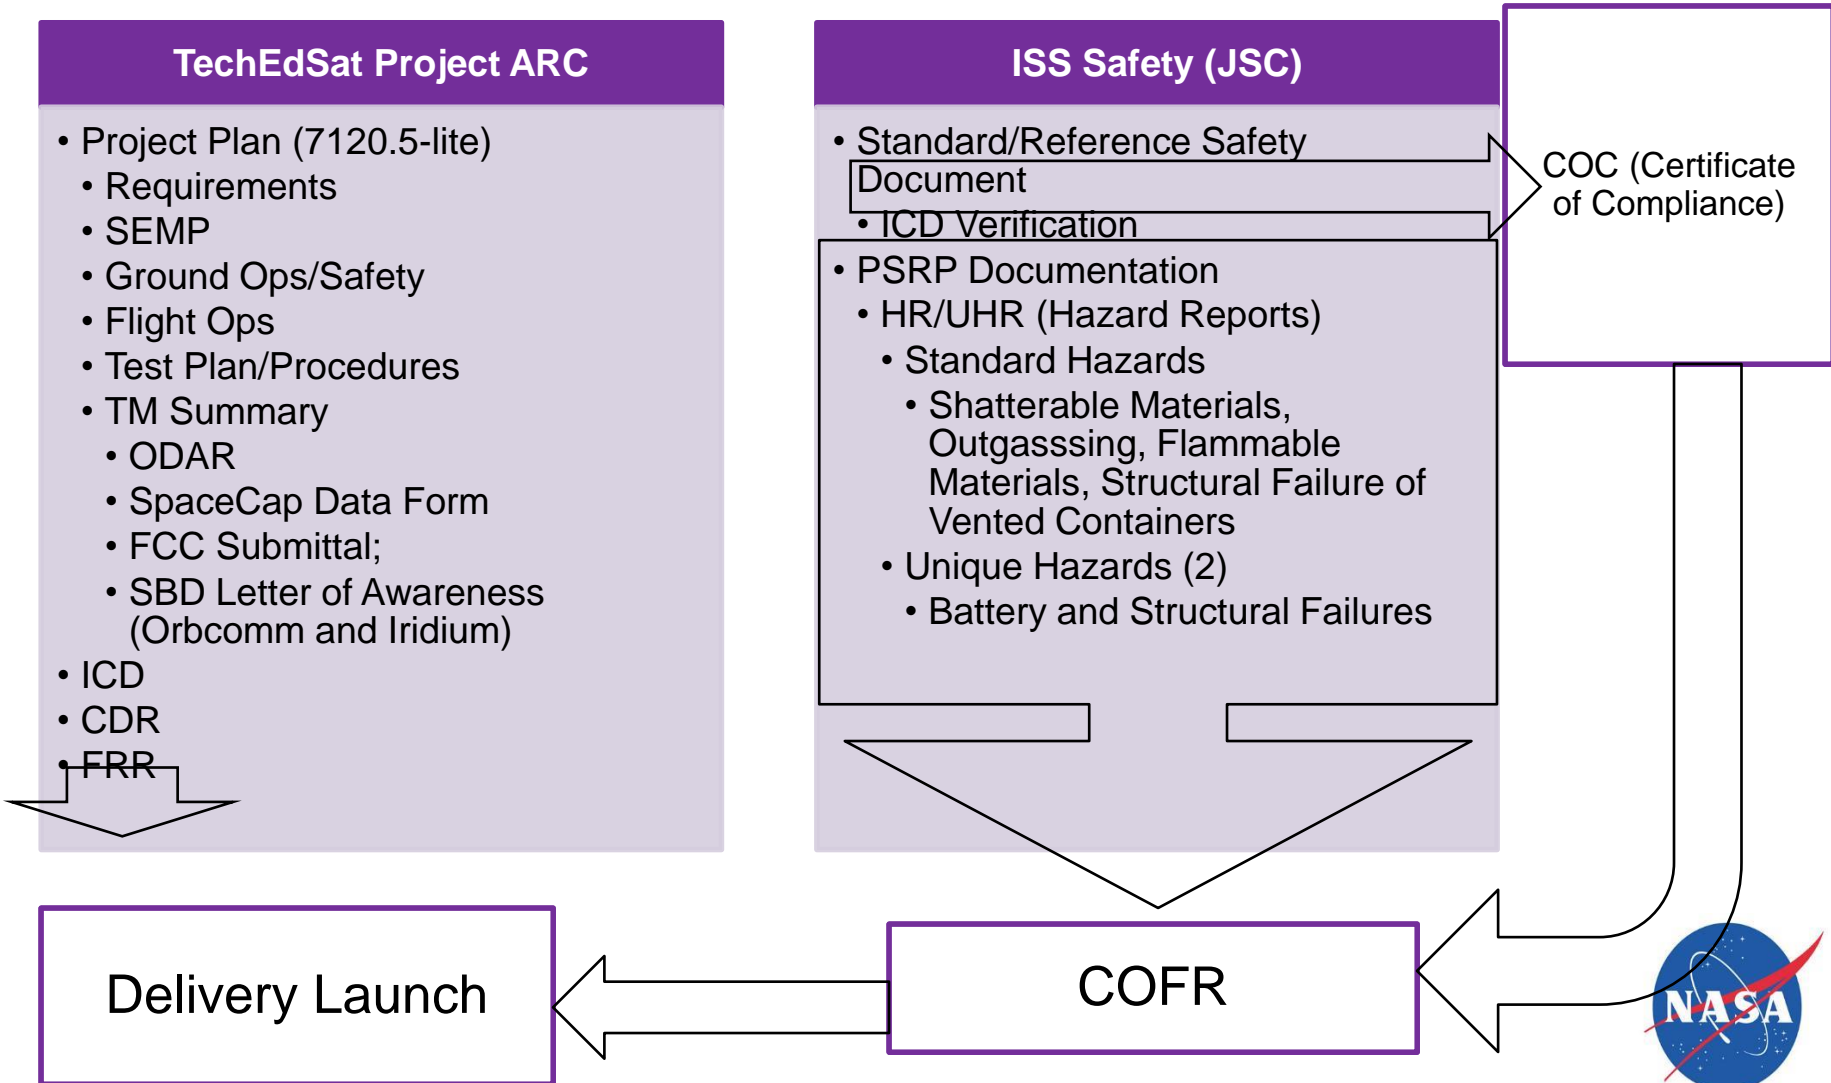 TechEdSat Project ARC
• Project Plan (7120.5-lite)
• Requirements
• SEMP
• Ground Ops/Safety
• Flight Ops
• Test Plan/Procedures
• TM Summary
• ODAR
• SpaceCap Data Form
• FCC Submittal;
• SBD Letter of Awareness
(Orbcomm and Iridium)
• ICD
• CDR
• FRR
ISS Safety (JSC)
• Standard/Reference Safety
Document
• ICD Verification
• PSRP Documentation
• HR/UHR (Hazard Reports)
• Standard Hazards
• Shatterable Materials,
Outgasssing, Flammable
Materials, Structural Failure of
Vented Containers
• Unique Hazards (2)
• Battery and Structural Failures
COC (Certificate
of Compliance)
Delivery Launch
COFR
NASA